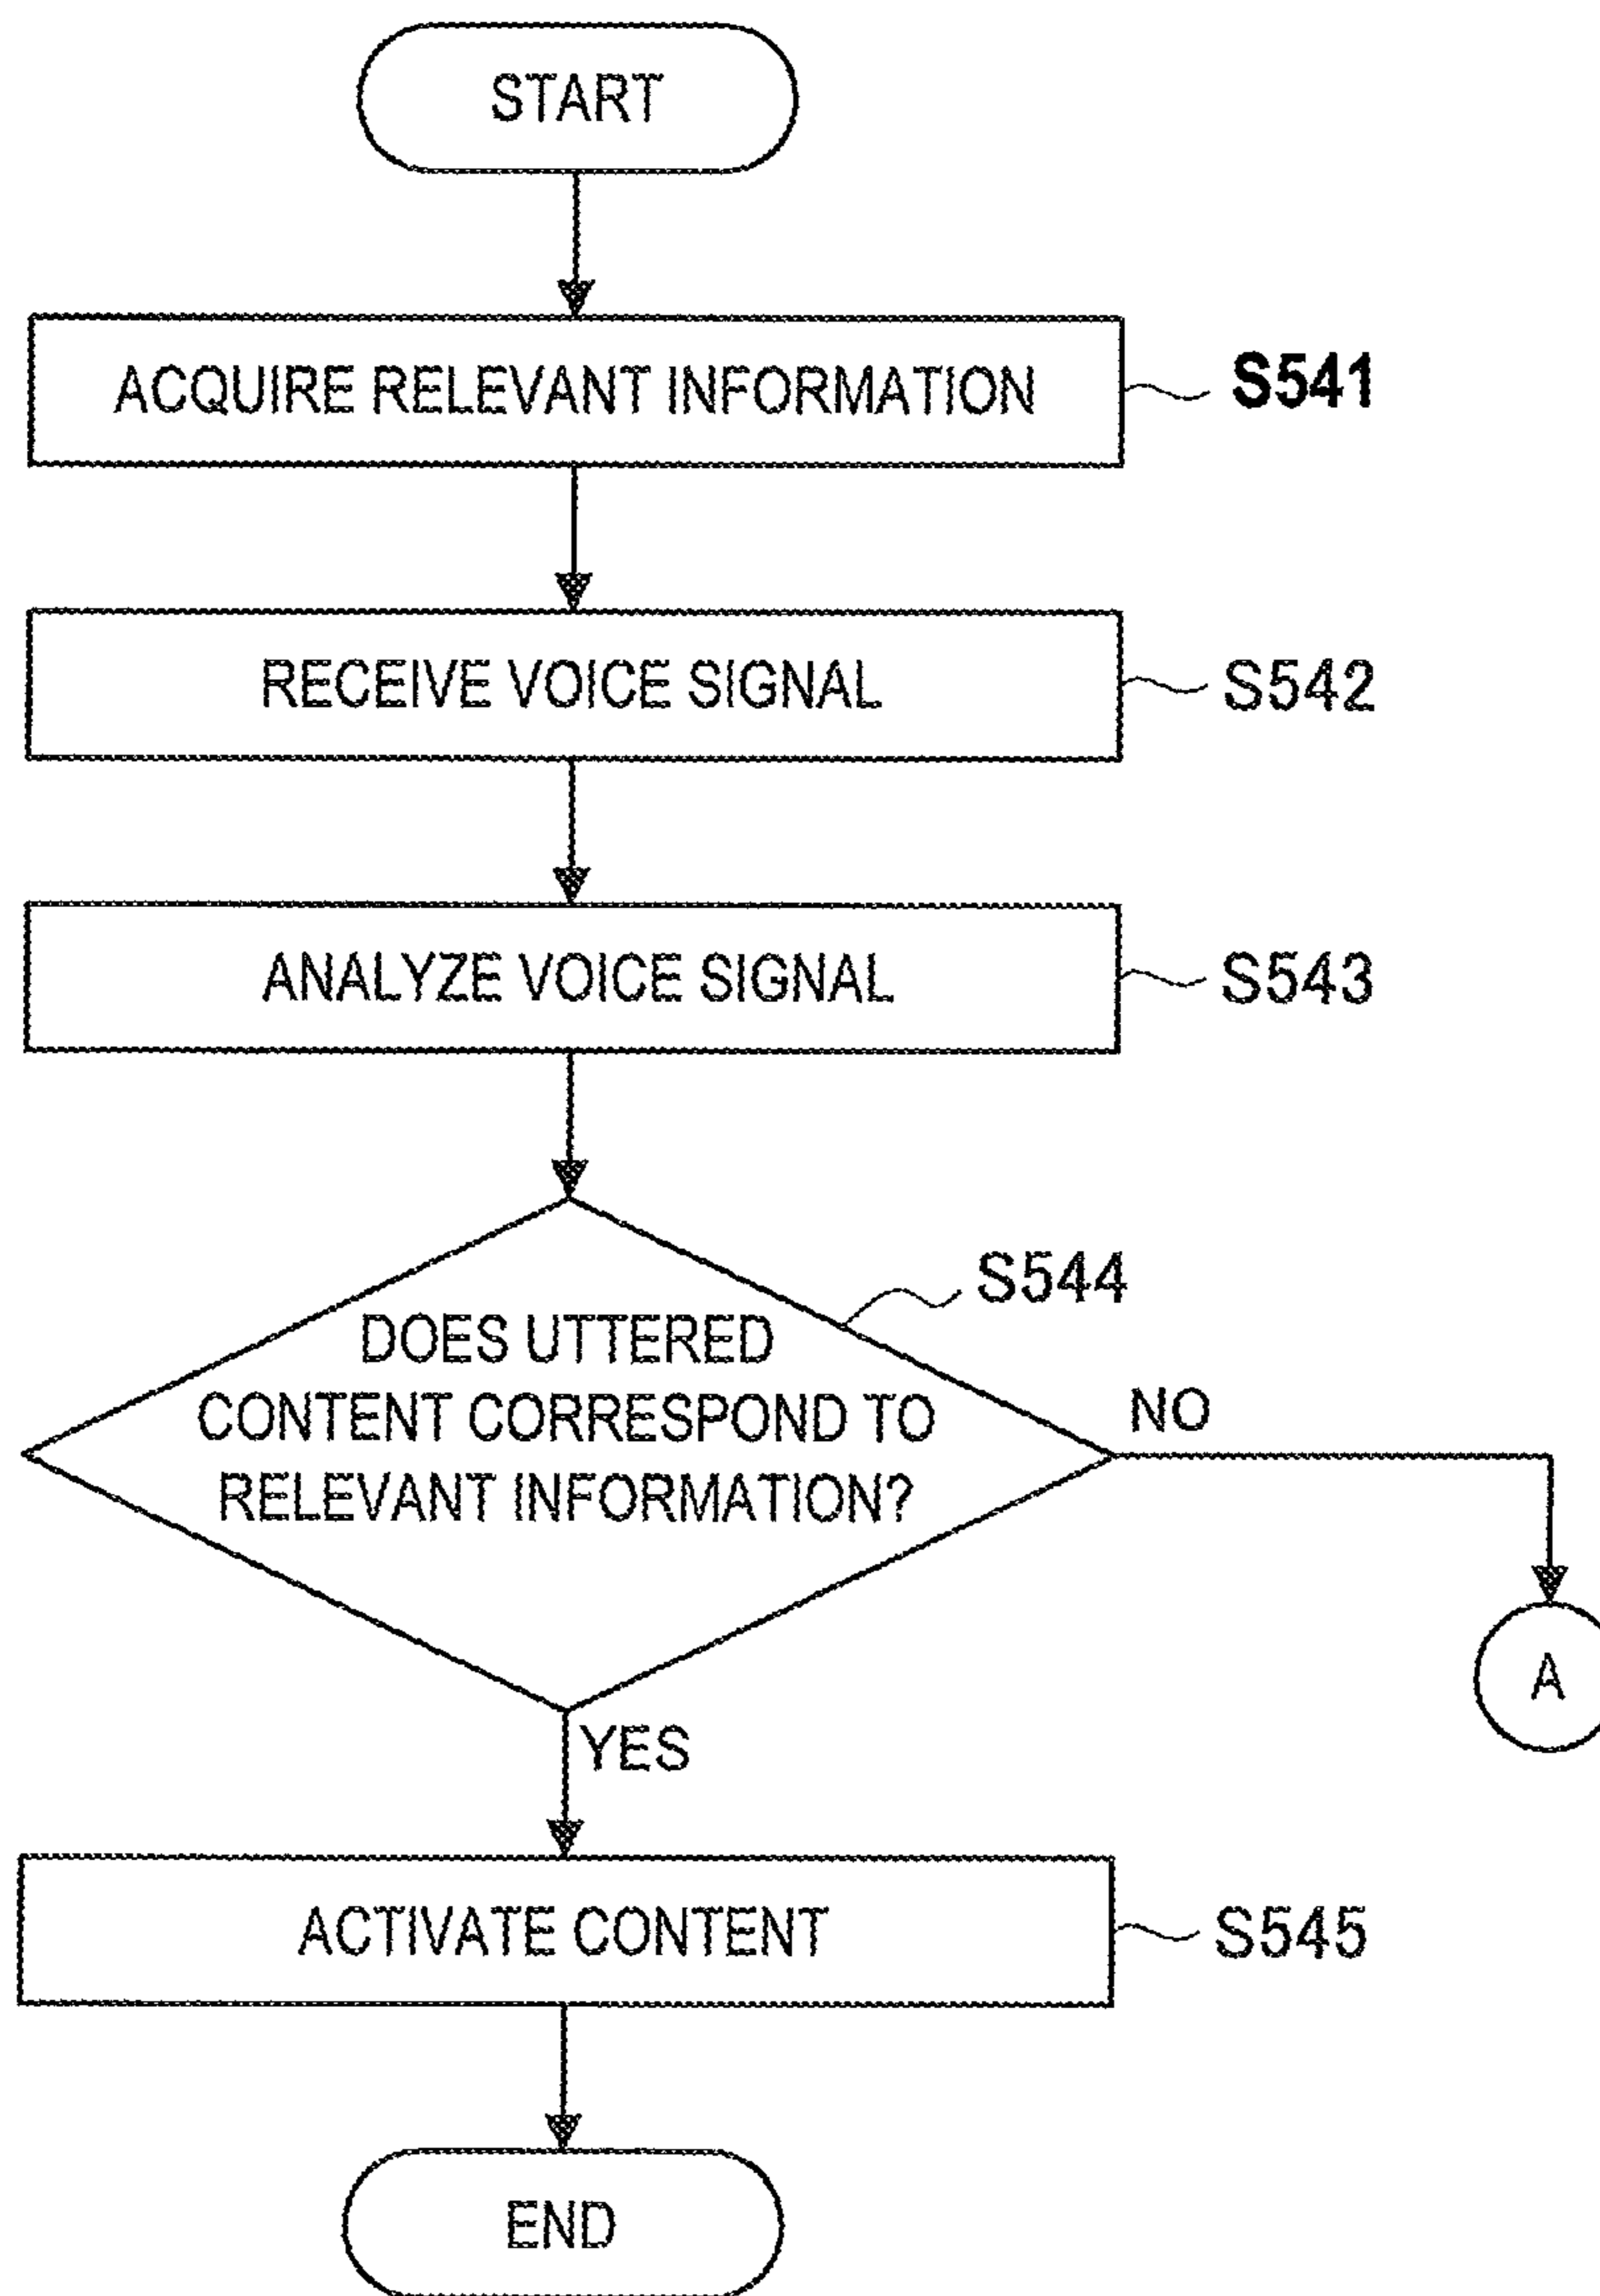 START
ACQUIRE RELEVANT INFORMATION
S541
RECEIVE VOICE SIGNAL
S542
ANALYZE VOICE SIGNAL
S543
S544
DOES UTTERED
CONTENT CORRESPOND TO
RELEVANT INFORMATION?
NO
A
YES
ACTIVATE CONTENT
S545
END